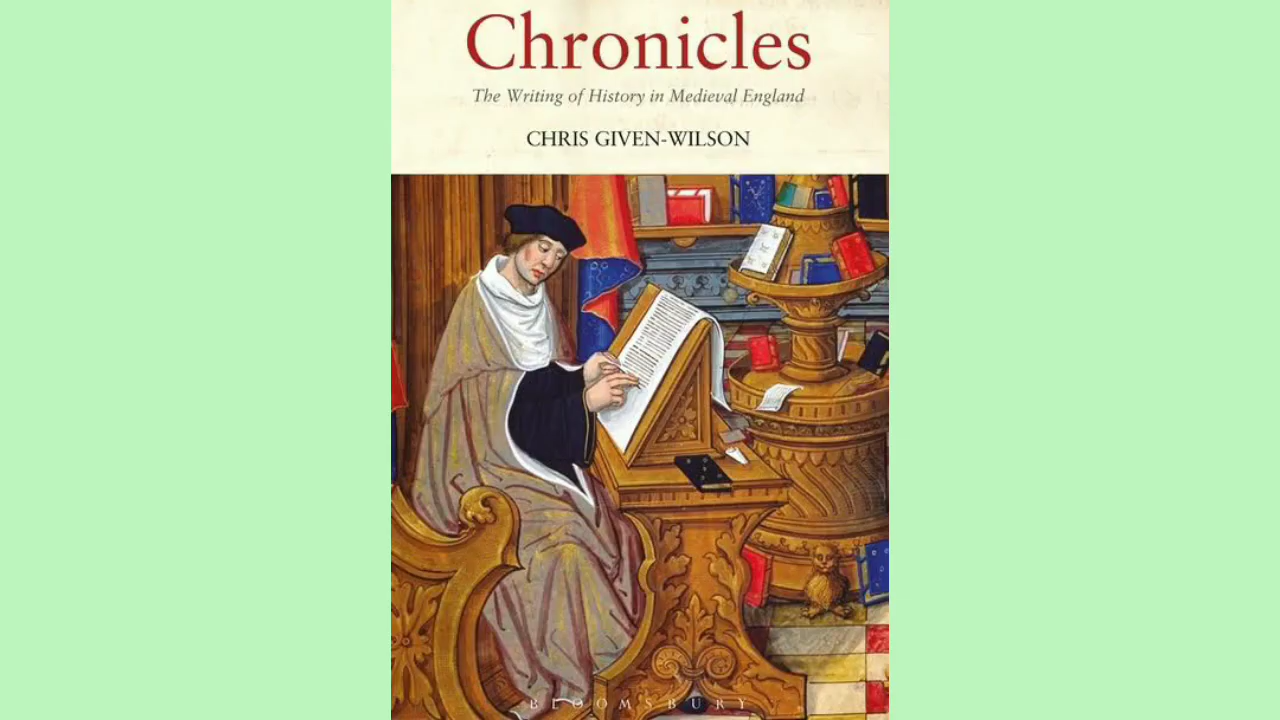 Chronicles
The Writing of History in Medieval England
CHRIS GIVEN-WILSON
BLOOMSBURY